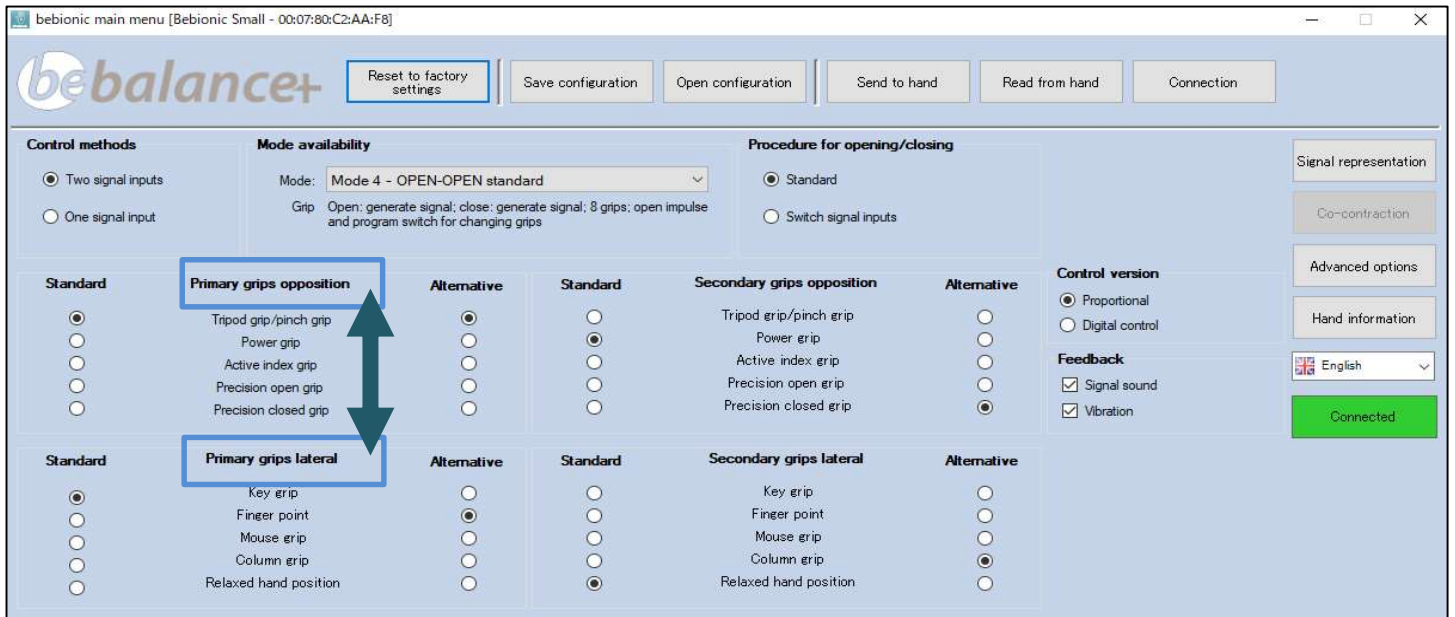 bebionic main menu [Bebionic Small - 00:07:80:C2:AA:F8]
bebalance+
Reset to factory
settings
Save configuration
Open configuration
Send to hand
Read from hand
Connection
Control methods
Two signal inputs
One signal input
Mode availability
Mode: Mode 4 - OPEN-OPEN standard
Grip Open: generate signal; close: generate signal; 8 grips; open impulse
and program switch for changing grips
Procedure for opening/closing
Standard
Switch signal inputs
Signal representation
Co-contraction
Advanced options
Hand information
English
Connected
Standard Primary grips opposition Alternative
Tripod grip/pinch grip
Power grip
Active index grip
Precision open grip
Precision closed grip
Standard Secondary grips opposition Alternative
Tripod grip/pinch grip
Power grip
Active index grip
Precision open grip
Precision closed grip
Control version
Proportional
Digital control
Feedback
Signal sound
Vibration
Standard Primary grips lateral Alternative
Key grip
Finger point
Mouse grip
Column grip
Relaxed hand position
Standard Secondary grips lateral Alternative
Key grip
Finger point
Mouse grip
Column grip
Relaxed hand position